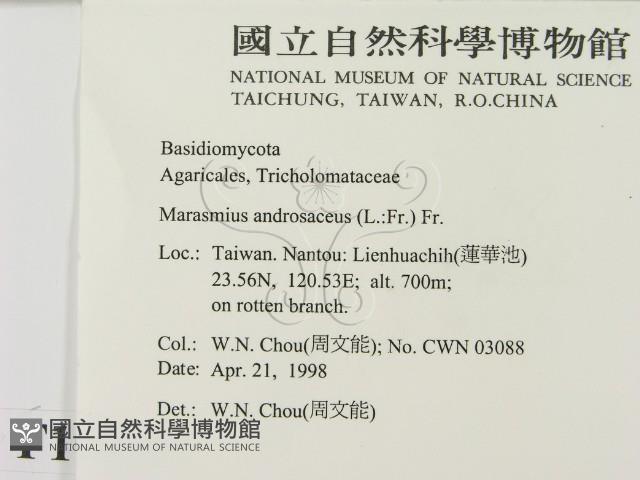 國立自然科學博物館
NATIONAL MUSEUM OF NATURAL SCIENCE
TAICHUNG, TAIWAN, R.O.CHINA
Basidiomycota
Agaricales, Tricholomataceae
Marasmius androsaceus (L.:Fr.) Fr.
Loc.: Taiwan. Nantou: Lienhuachih(蓮華池)
23.56N, 120.53E; alt. 700m;
on rotten branch.
Col.: W.N. Chou(周文能); No. CWN 03088
Date: Apr. 21, 1998
Det.: W.N. Chou(周文能)
國立自然科學博物館
NATIONAL MUSEUM OF NATURAL SCIENCE